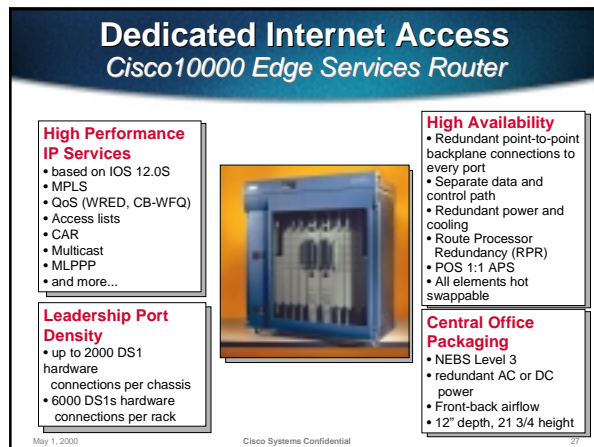 Dedicated Internet Access
Cisco10000 Edge Services Router
High Performance
IP Services
• based on IOS 12.0S
• MPLS
• QoS (WRED, CB-WFQ)
• Access lists
• CAR
• Multicast
• MLPPP
• and more...
Leadership Port
Density
• up to 2000 DS1
hardware
connections per chassis
• 6000 DS1s hardware
connections per rack
High Availability
• Redundant point-to-point
backplane connections to
every port
• Separate data and
control path
• Redundant power and
cooling
• Route Processor
Redundancy (RPR)
• POS 1:1 APS
• All elements hot
swappable
Central Office
Packaging
• NEBS Level 3
• redundant AC or DC
power
• Front-back airflow
• 12” depth, 21 3/4 height
May 1, 2000
Cisco Systems Confidential
27